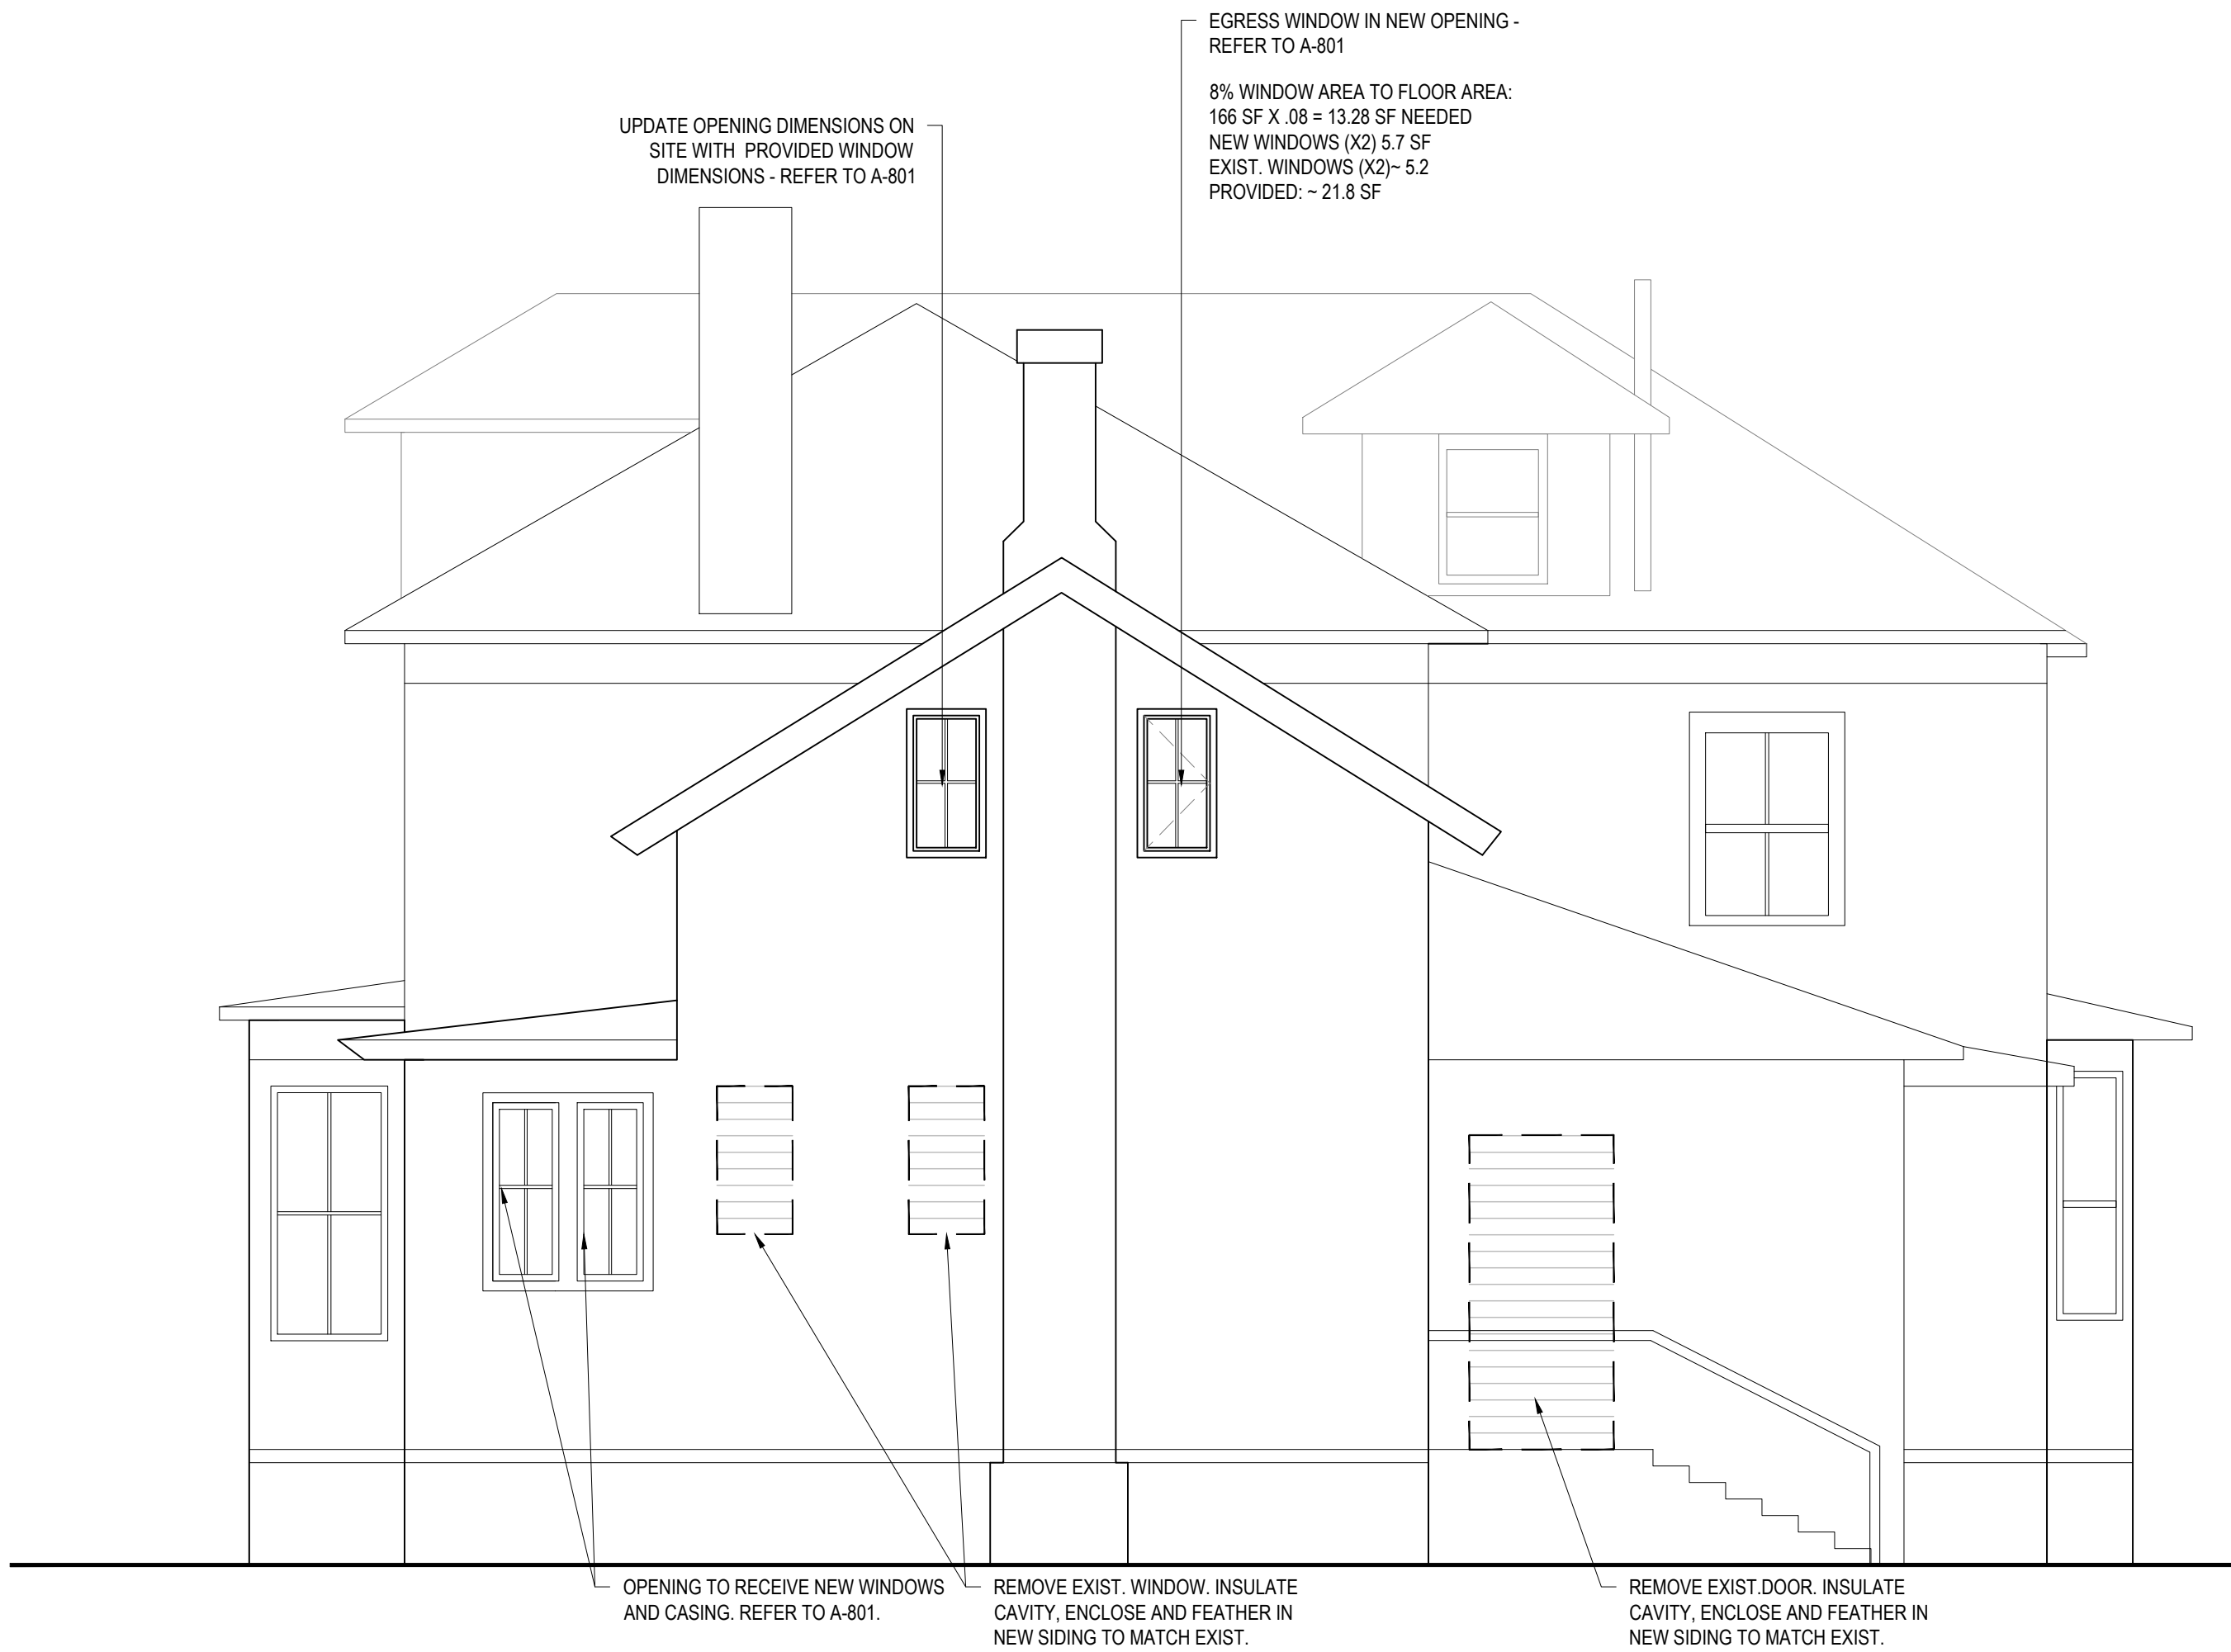 EGRESS WINDOW IN NEW OPENING -
REFER TO A-801
8% WINDOW AREA TO FLOOR AREA:
166 SF X .08 = 13.28 SF NEEDED
NEW WINDOWS (X2) 5.7 SF
EXIST. WINDOWS (X2)~ 5.2
PROVIDED: ~ 21.8 SF
UPDATE OPENING DIMENSIONS ON
SITE WITH PROVIDED WINDOW
DIMENSIONS - REFER TO A-801
OPENING TO RECEIVE NEW WINDOWS
AND CASING. REFER TO A-801.
REMOVE EXIST. WINDOW. INSULATE
CAVITY, ENCLOSE AND FEATHER IN
NEW SIDING TO MATCH EXIST.
REMOVE EXIST.DOOR. INSULATE
CAVITY, ENCLOSE AND FEATHER IN
NEW SIDING TO MATCH EXIST.